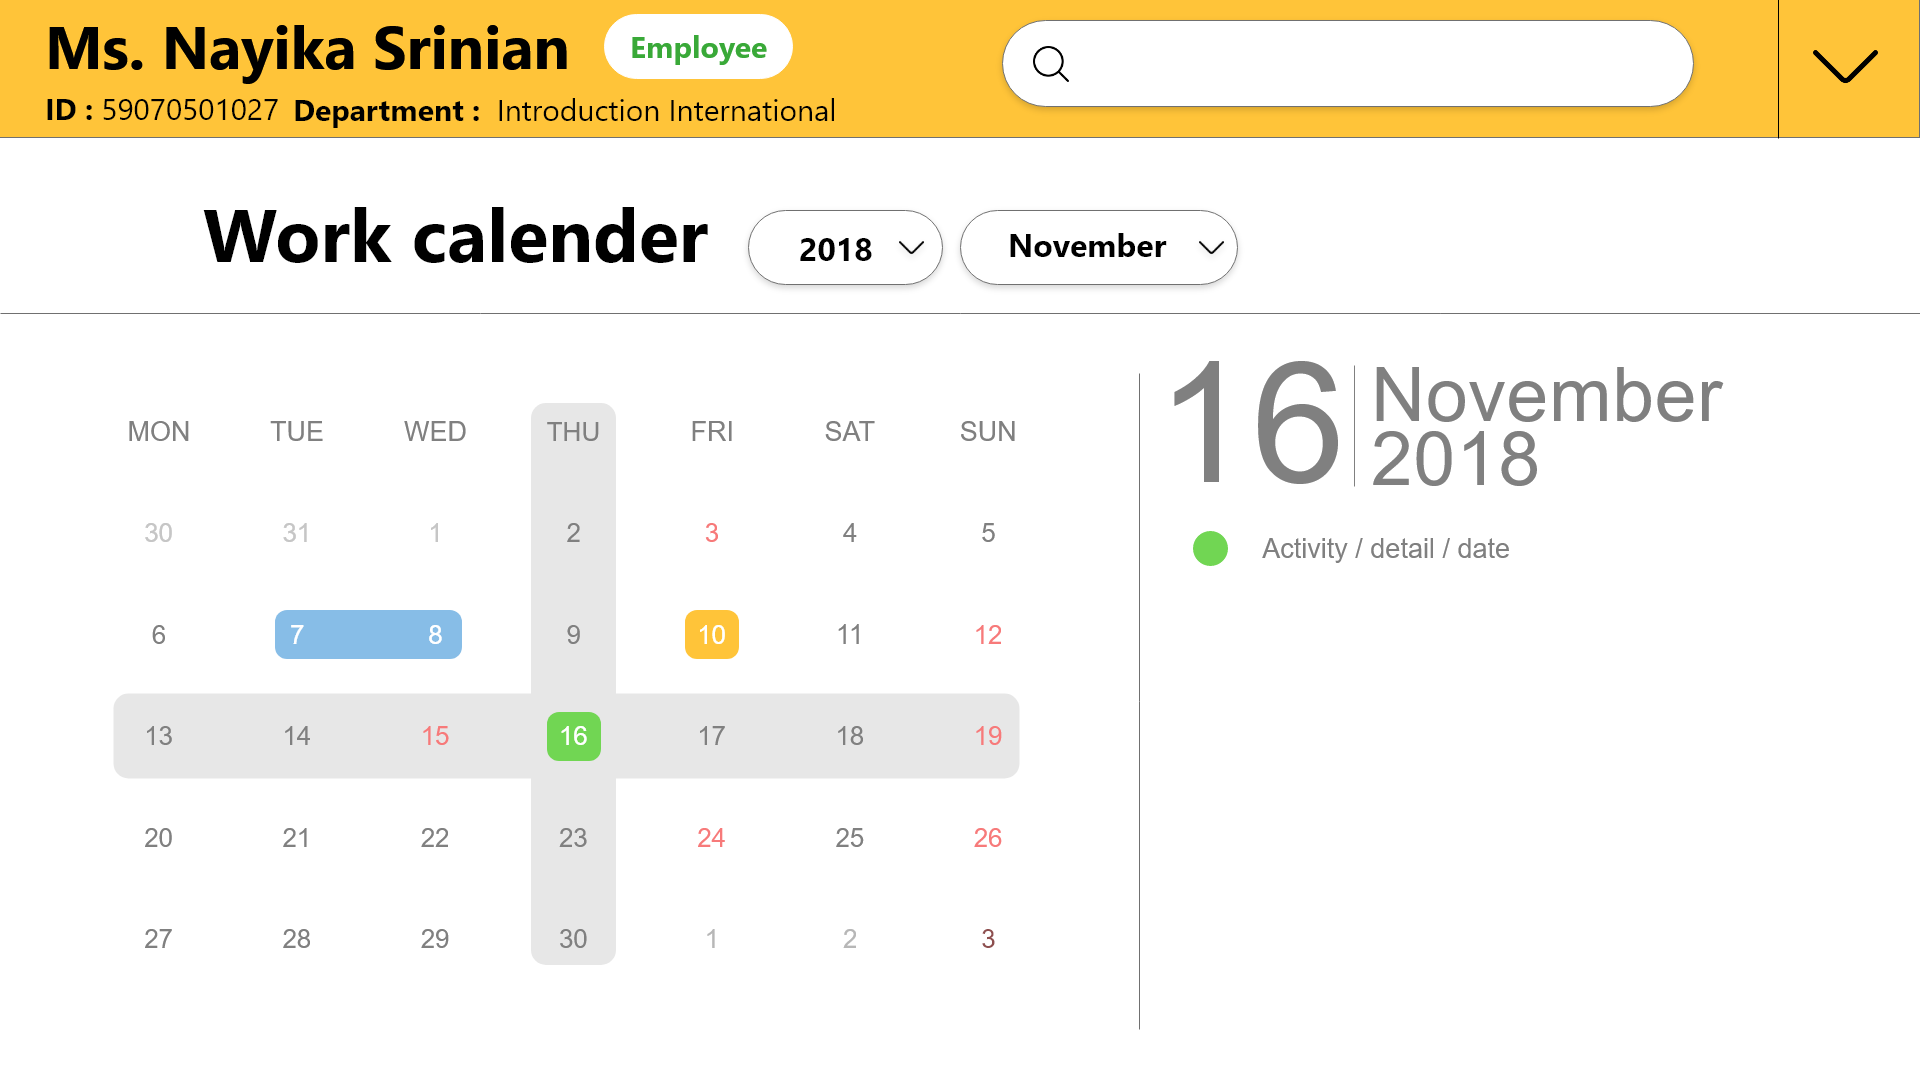 Ms. Nayika Srinian Employee
ID : 59070501027 Department : Introduction International
Work calender 2018 November
MON TUE WED THU FRI SAT SUN
30 31 1 2 3 4 5
6 7 8 9 10 11 12
13 14 15 16 17 18 19
20 21 22 23 24 25 26
27 28 29 30 1 2 3
16 November
2018
Activity / detail / date